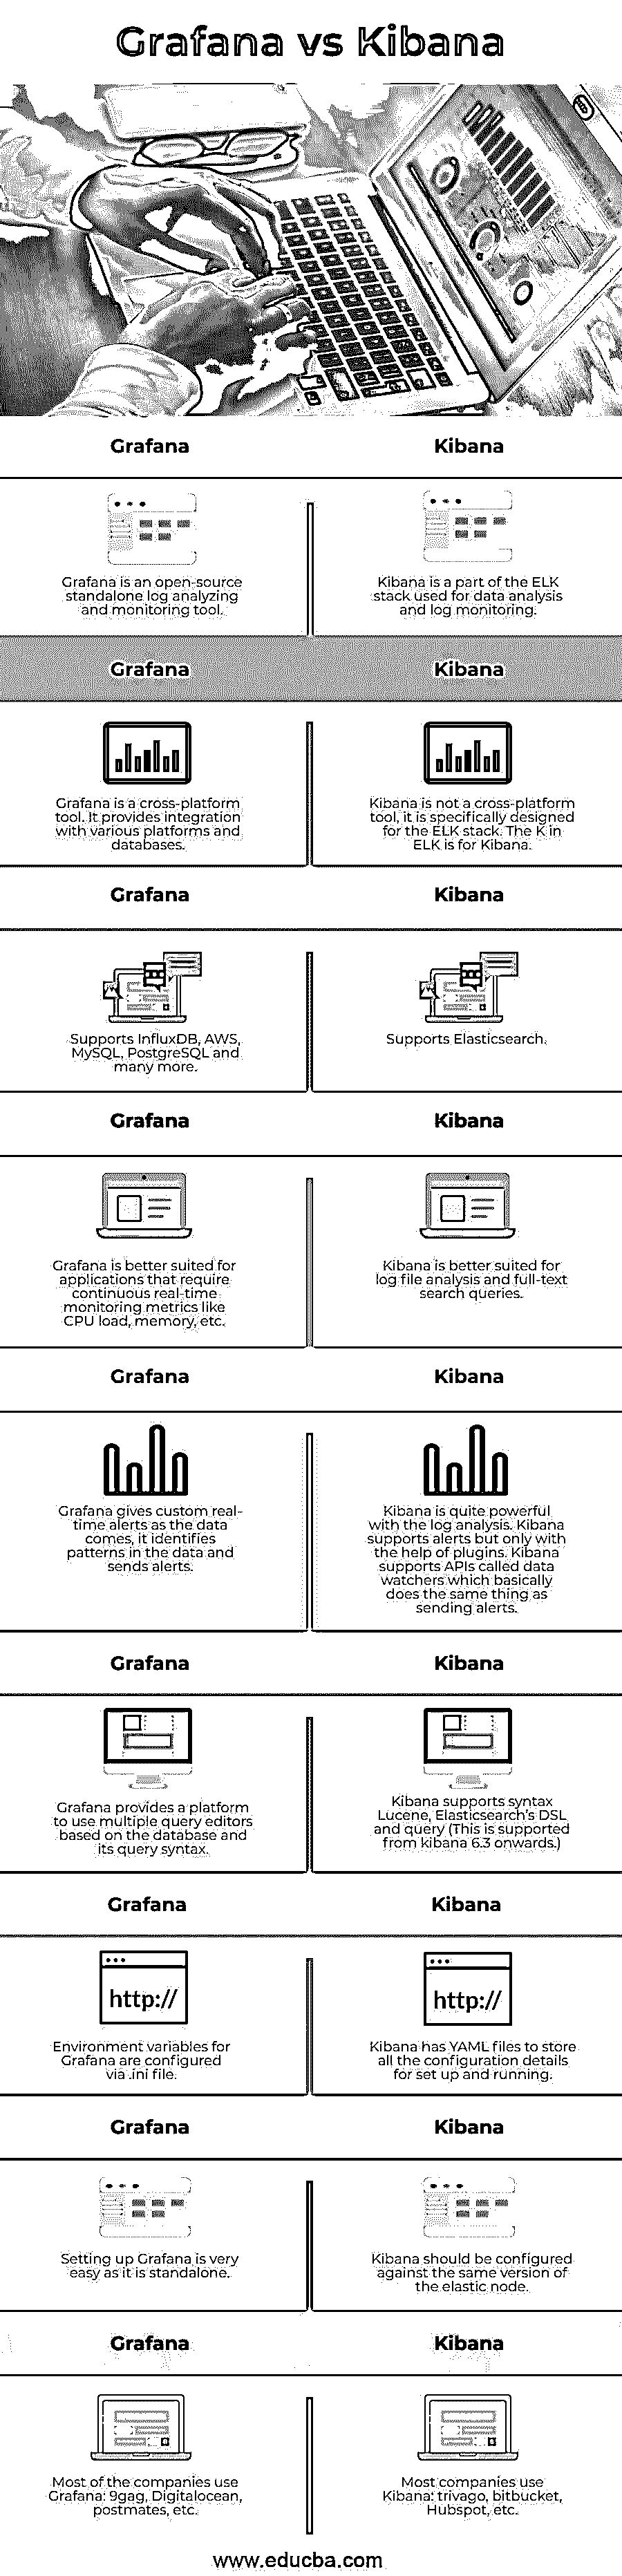 Grafana vs Kibana
Grafana
Kibana
Grafana is an open-source
standalone log analyzing
and monitoring tool.
Kibana is a part of the ELK
stack used for data analysis
and log monitoring.
Grafana
Kibana
Grafana is a cross-platform
tool. It provides integration
with various platforms and
databases.
Kibana is not a cross-platform
tool, it is specifically designed
for the ELK stack. The K in
ELK is for Kibana.
Grafana
Kibana
Supports InfluxDB, AWS,
MySQL, PostgreSQL and
many more.
Supports Elasticsearch.
Grafana
Kibana
Grafana is better suited for
applications that require
continuous real-time
monitoring metrics like
CPU load, memory, etc.
Kibana is better suited for
log file analysis and full-text
search queries.
Grafana
Kibana
Grafana gives custom real-
time alerts as the data
comes, it identifies
patterns in the data and
sends alerts.
Kibana is quite powerful
with the log analysis. Kibana
supports alerts but only with
the help of plugins. Kibana
supports APIs called data
watchers which basically
does the same thing as
sending alerts.
Grafana
Kibana
Grafana provides a platform
to use multiple query editors
based on the database and
its query syntax.
Kibana supports syntax
Lucene, Elasticsearch's DSL
and query (This is supported
from kibana 6.3 onwards.)
Grafana
Kibana
http://
http://
Environment variables for
Grafana are configured
via .ini file.
Kibana has YAML files to store
all the configuration details
for set up and running.
Grafana
Kibana
Setting up Grafana is very
easy as it is standalone.
Kibana should be configured
against the same version of
the elastic node.
Grafana
Kibana
Most of the companies use
Grafana: 9gag, Digitalocean,
postmates, etc.
Most companies use
Kibana: trivago, bitbucket,
Hubspot, etc.
www.educba.com